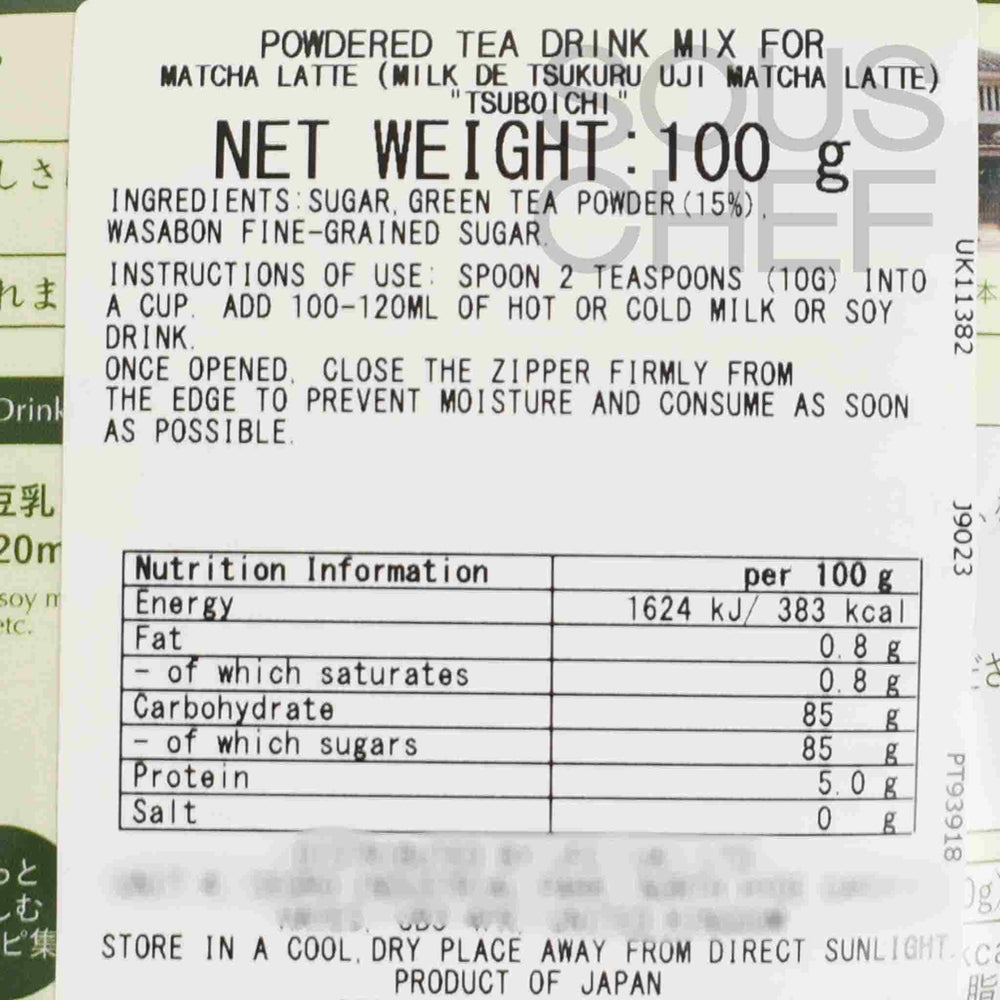 POWDERED TEA DRINK MIX FOR
MATCHA LATTE (MILK DE TSUKURU UJI MATCHA LATTE)
"TSUBOICHI"
NET WEIGHT:100 g
INGREDIENTS:SUGAR, GREEN TEA POWDER(15%),
WASABON FINE-GRAINED SUGAR.
INSTRUCTIONS OF USE: SPOON 2 TEASPOONS (10G) INTO
A CUP. ADD 100-120ML OF HOT OR COLD MILK OR SOY
DRINK.
ONCE OPENED, CLOSE THE ZIPPER FIRMLY FROM
THE EDGE TO PREVENT MOISTURE AND CONSUME AS SOON
AS POSSIBLE.
Nutrition Information per 100 g
Energy 1624 kJ/ 383 kcal
Fat 0.8 g
- of which saturates 0.8 g
Carbohydrate 85 g
- of which sugars 85 g
Protein 5.0 g
Salt 0 g
STORE IN A COOL, DRY PLACE AWAY FROM DIRECT SUNLIGHT.
PRODUCT OF JAPAN
UK11382
J9023
PT93918
SOUS
CHEF
しさ
れま
Drink
豆乳
20m
soy m
etc.
っと
しむ
ピ集
本
脂